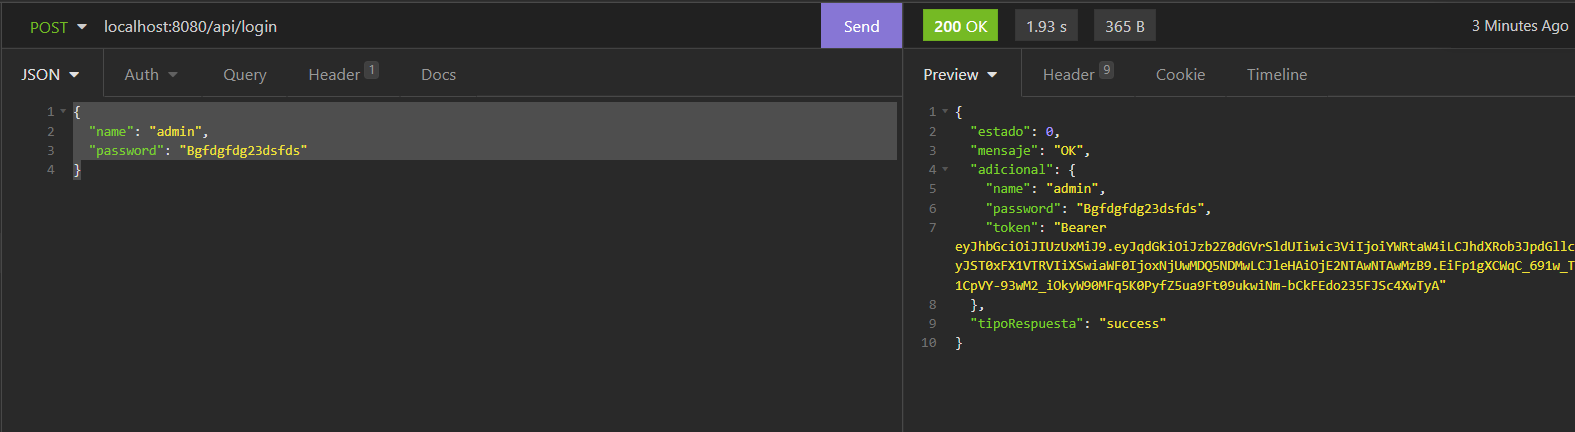 POST localhost:8080/api/login Send
200 OK 1.93 s 365 B 3 Minutes Ago
JSON Auth Query Header 1 Docs
Preview Header 9 Cookie Timeline
1 {
2 "name": "admin",
3 "password": "Bgfdgfdg23dsfds"
4 }
1 {
2 "estado": 0,
3 "mensaje": "OK",
4 "adicional": {
5 "name": "admin",
6 "password": "Bgfdgfdg23dsfds",
7 "token": "Bearer
eyJhbGciOiJIUzUxMiJ9.eyJqdGkiOiJzb2Z0dGVrSldUIiwic3ViIjoiYWRtaW4iLCJhdXRob3JpdGllc
yJST0xFX1VTRVIiXSwiaWF0IjoxNjUwMDQ5NDMwLCJleHAiOjE2NTAwNTAwMzB9.EiFp1gXCWqC_691w_T
1CpVY-93wM2_iOkyW90MFq5K0PyfZ5ua9Ft09ukwiNm-bCkFEdo235FJSc4XwTyA"
8 },
9 "tipoRespuesta": "success"
10 }